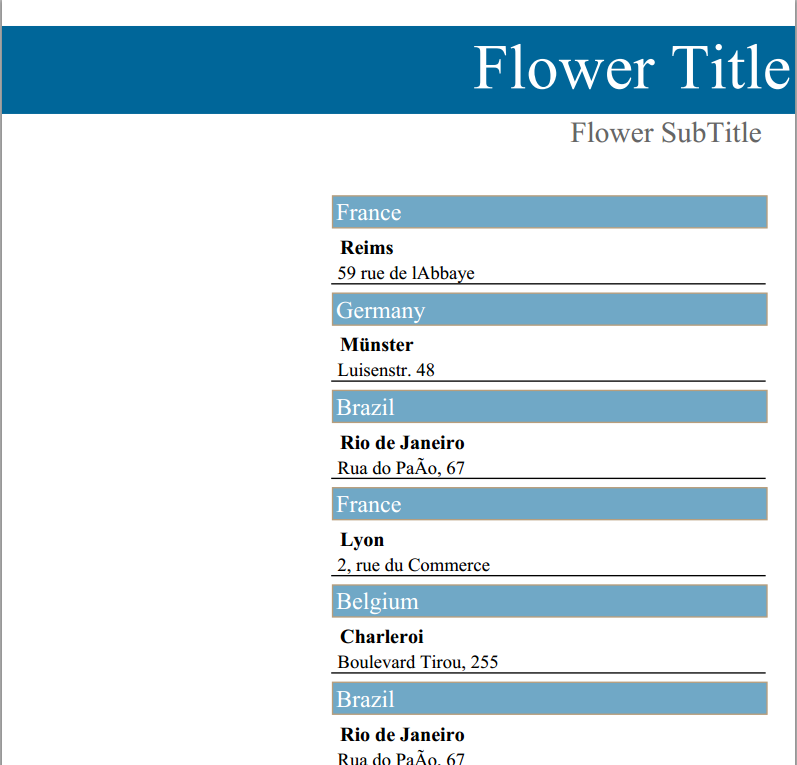 Flower Title
Flower SubTitle
France
Reims
59 rue de lAbbaye
Germany
Münster
Luisenstr. 48
Brazil
Rio de Janeiro
Rua do PaÃo, 67
France
Lyon
2, rue du Commerce
Belgium
Charleroi
Boulevard Tirou, 255
Brazil
Rio de Janeiro
Rua do PaÃo, 67